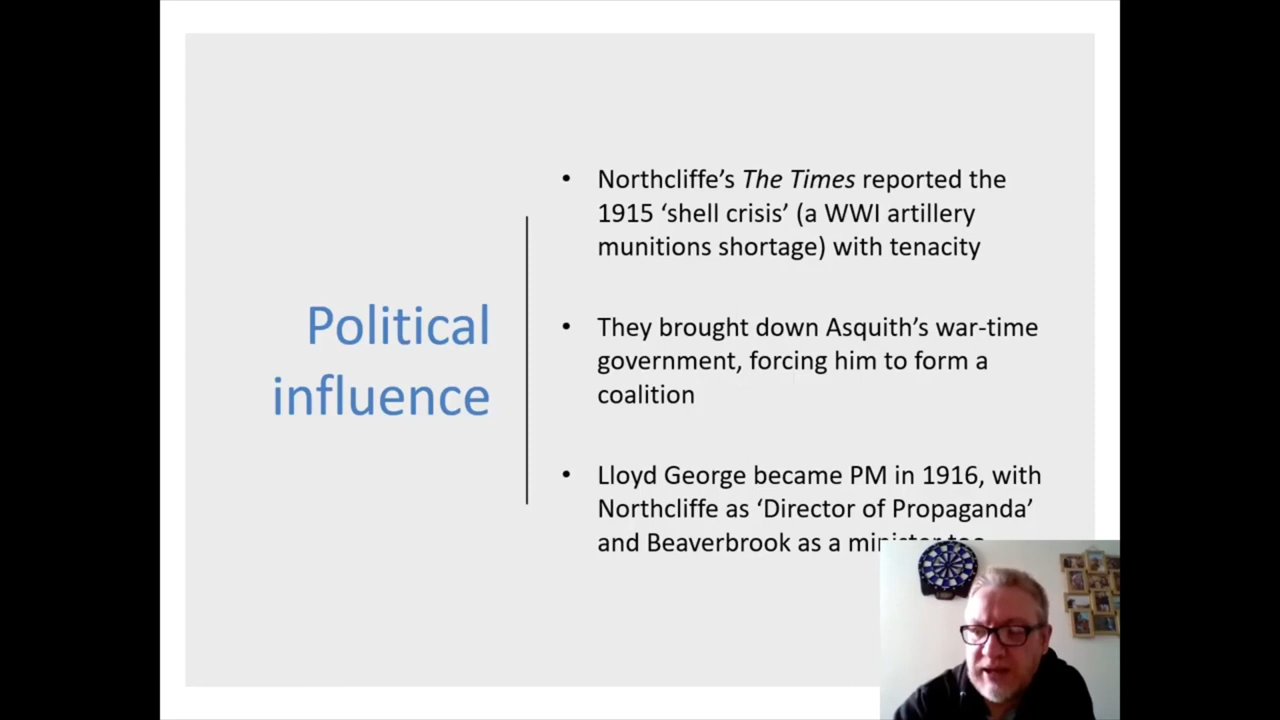 Political
influence
• Northcliffe’s The Times reported the
1915 ‘shell crisis’ (a WWI artillery
munitions shortage) with tenacity
• They brought down Asquith’s war-time
government, forcing him to form a
coalition
• Lloyd George became PM in 1916, with
Northcliffe as ‘Director of Propaganda’
and Beaverbrook as a minister too